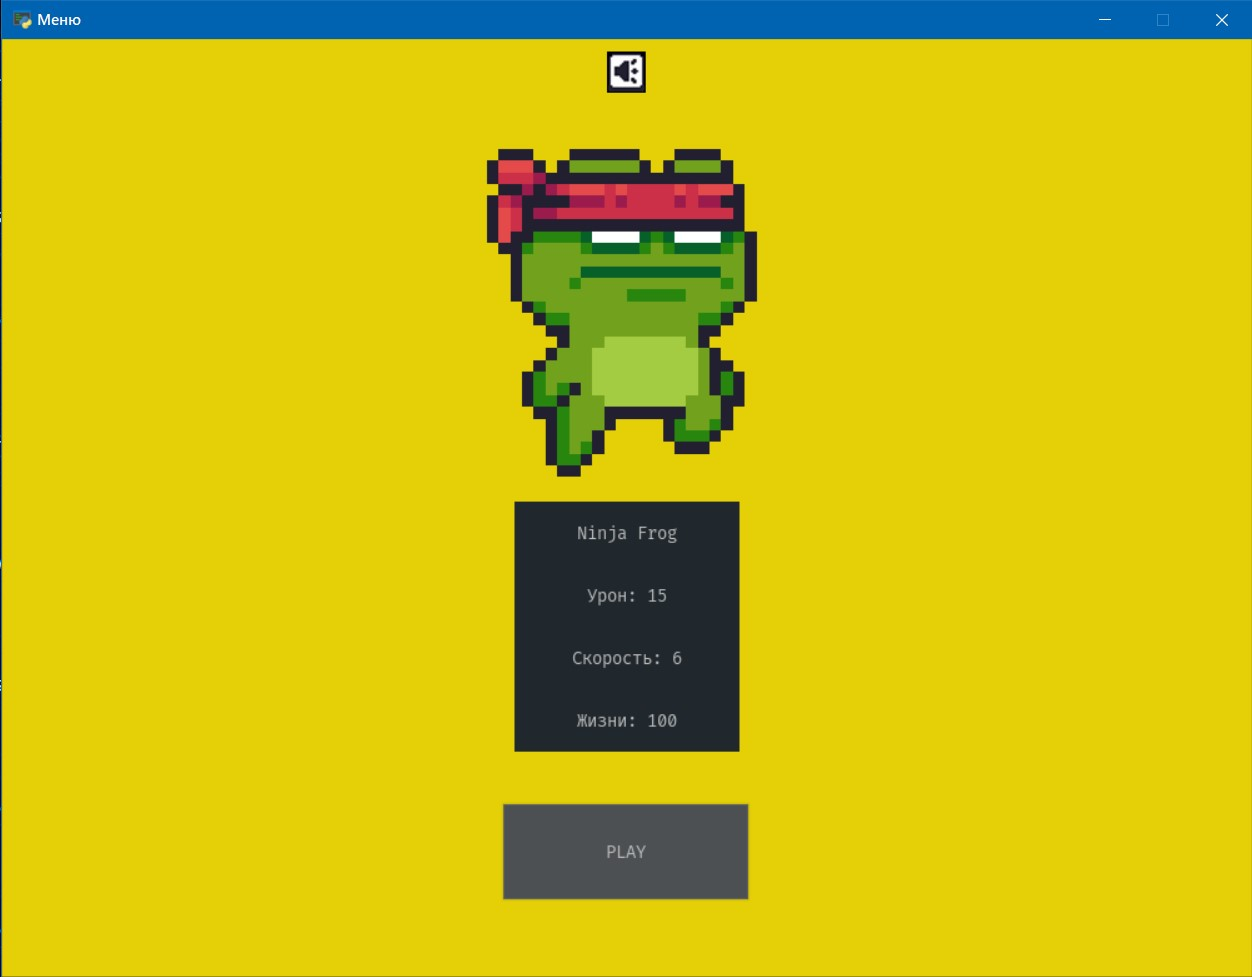 Меню
Ninja Frog
Урон: 15
Скорость: 6
Жизни: 100
PLAY